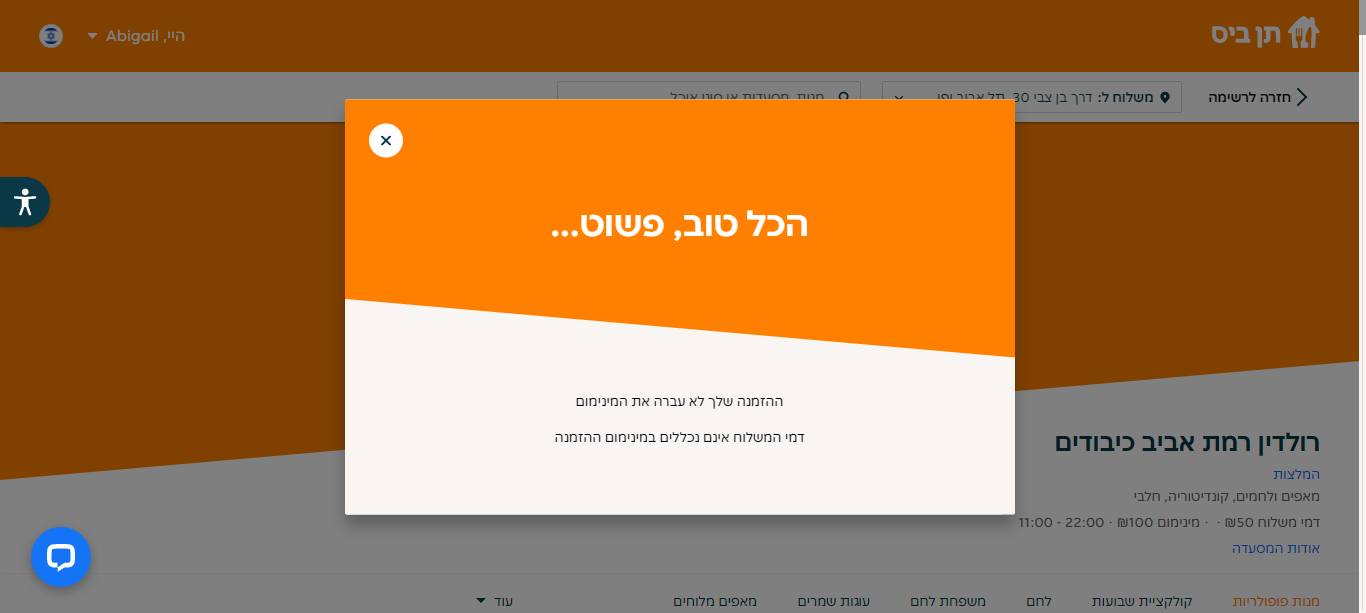 תן ביס
היי, Abigail
חזרה לרשימה
משלוח ל: דרך בן צבי 30, תל אביב יפו
מנות, מסעדות או סוגי אוכל
הכל טוב, פשוט...
ההזמנה שלך לא עברה את המינימום
דמי המשלוח אינם נכללים במינימום ההזמנה
רולדין רמת אביב כיבודים
המלצות
מאפים ולחמים, קונדיטוריה, חלבי
דמי משלוח ₪50 · · מינימום ₪100 · 22:00 - 11:00
אודות המסעדה
מנות פופולריות קולקציית שבועות לחם משפחת לחם עוגות שמרים מאפים מלוחים עוד